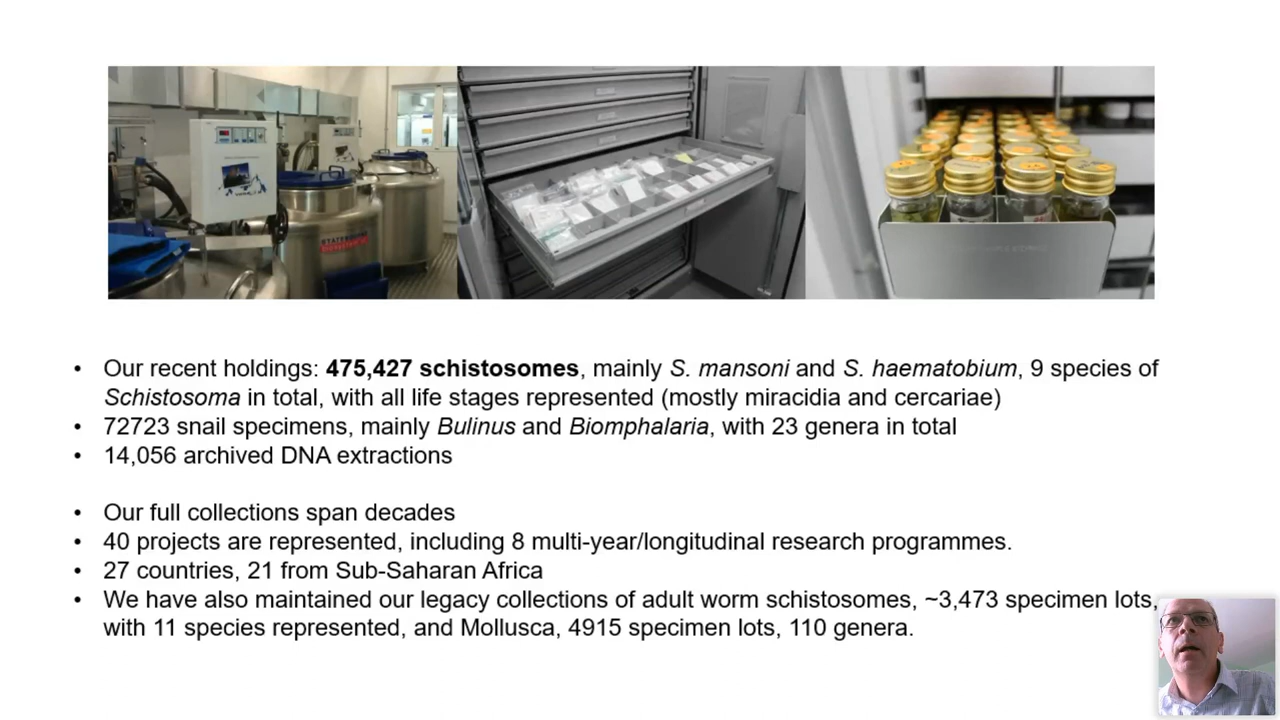 • Our recent holdings: 475,427 schistosomes, mainly S. mansoni and S. haematobium, 9 species of
Schistosoma in total, with all life stages represented (mostly miracidia and cercariae)
• 72723 snail specimens, mainly Bulinus and Biomphalaria, with 23 genera in total
• 14,056 archived DNA extractions
• Our full collections span decades
• 40 projects are represented, including 8 multi-year/longitudinal research programmes.
• 27 countries, 21 from Sub-Saharan Africa
• We have also maintained our legacy collections of adult worm schistosomes, ~3,473 specimen lots,
with 11 species represented, and Mollusca, 4915 specimen lots, 110 genera.